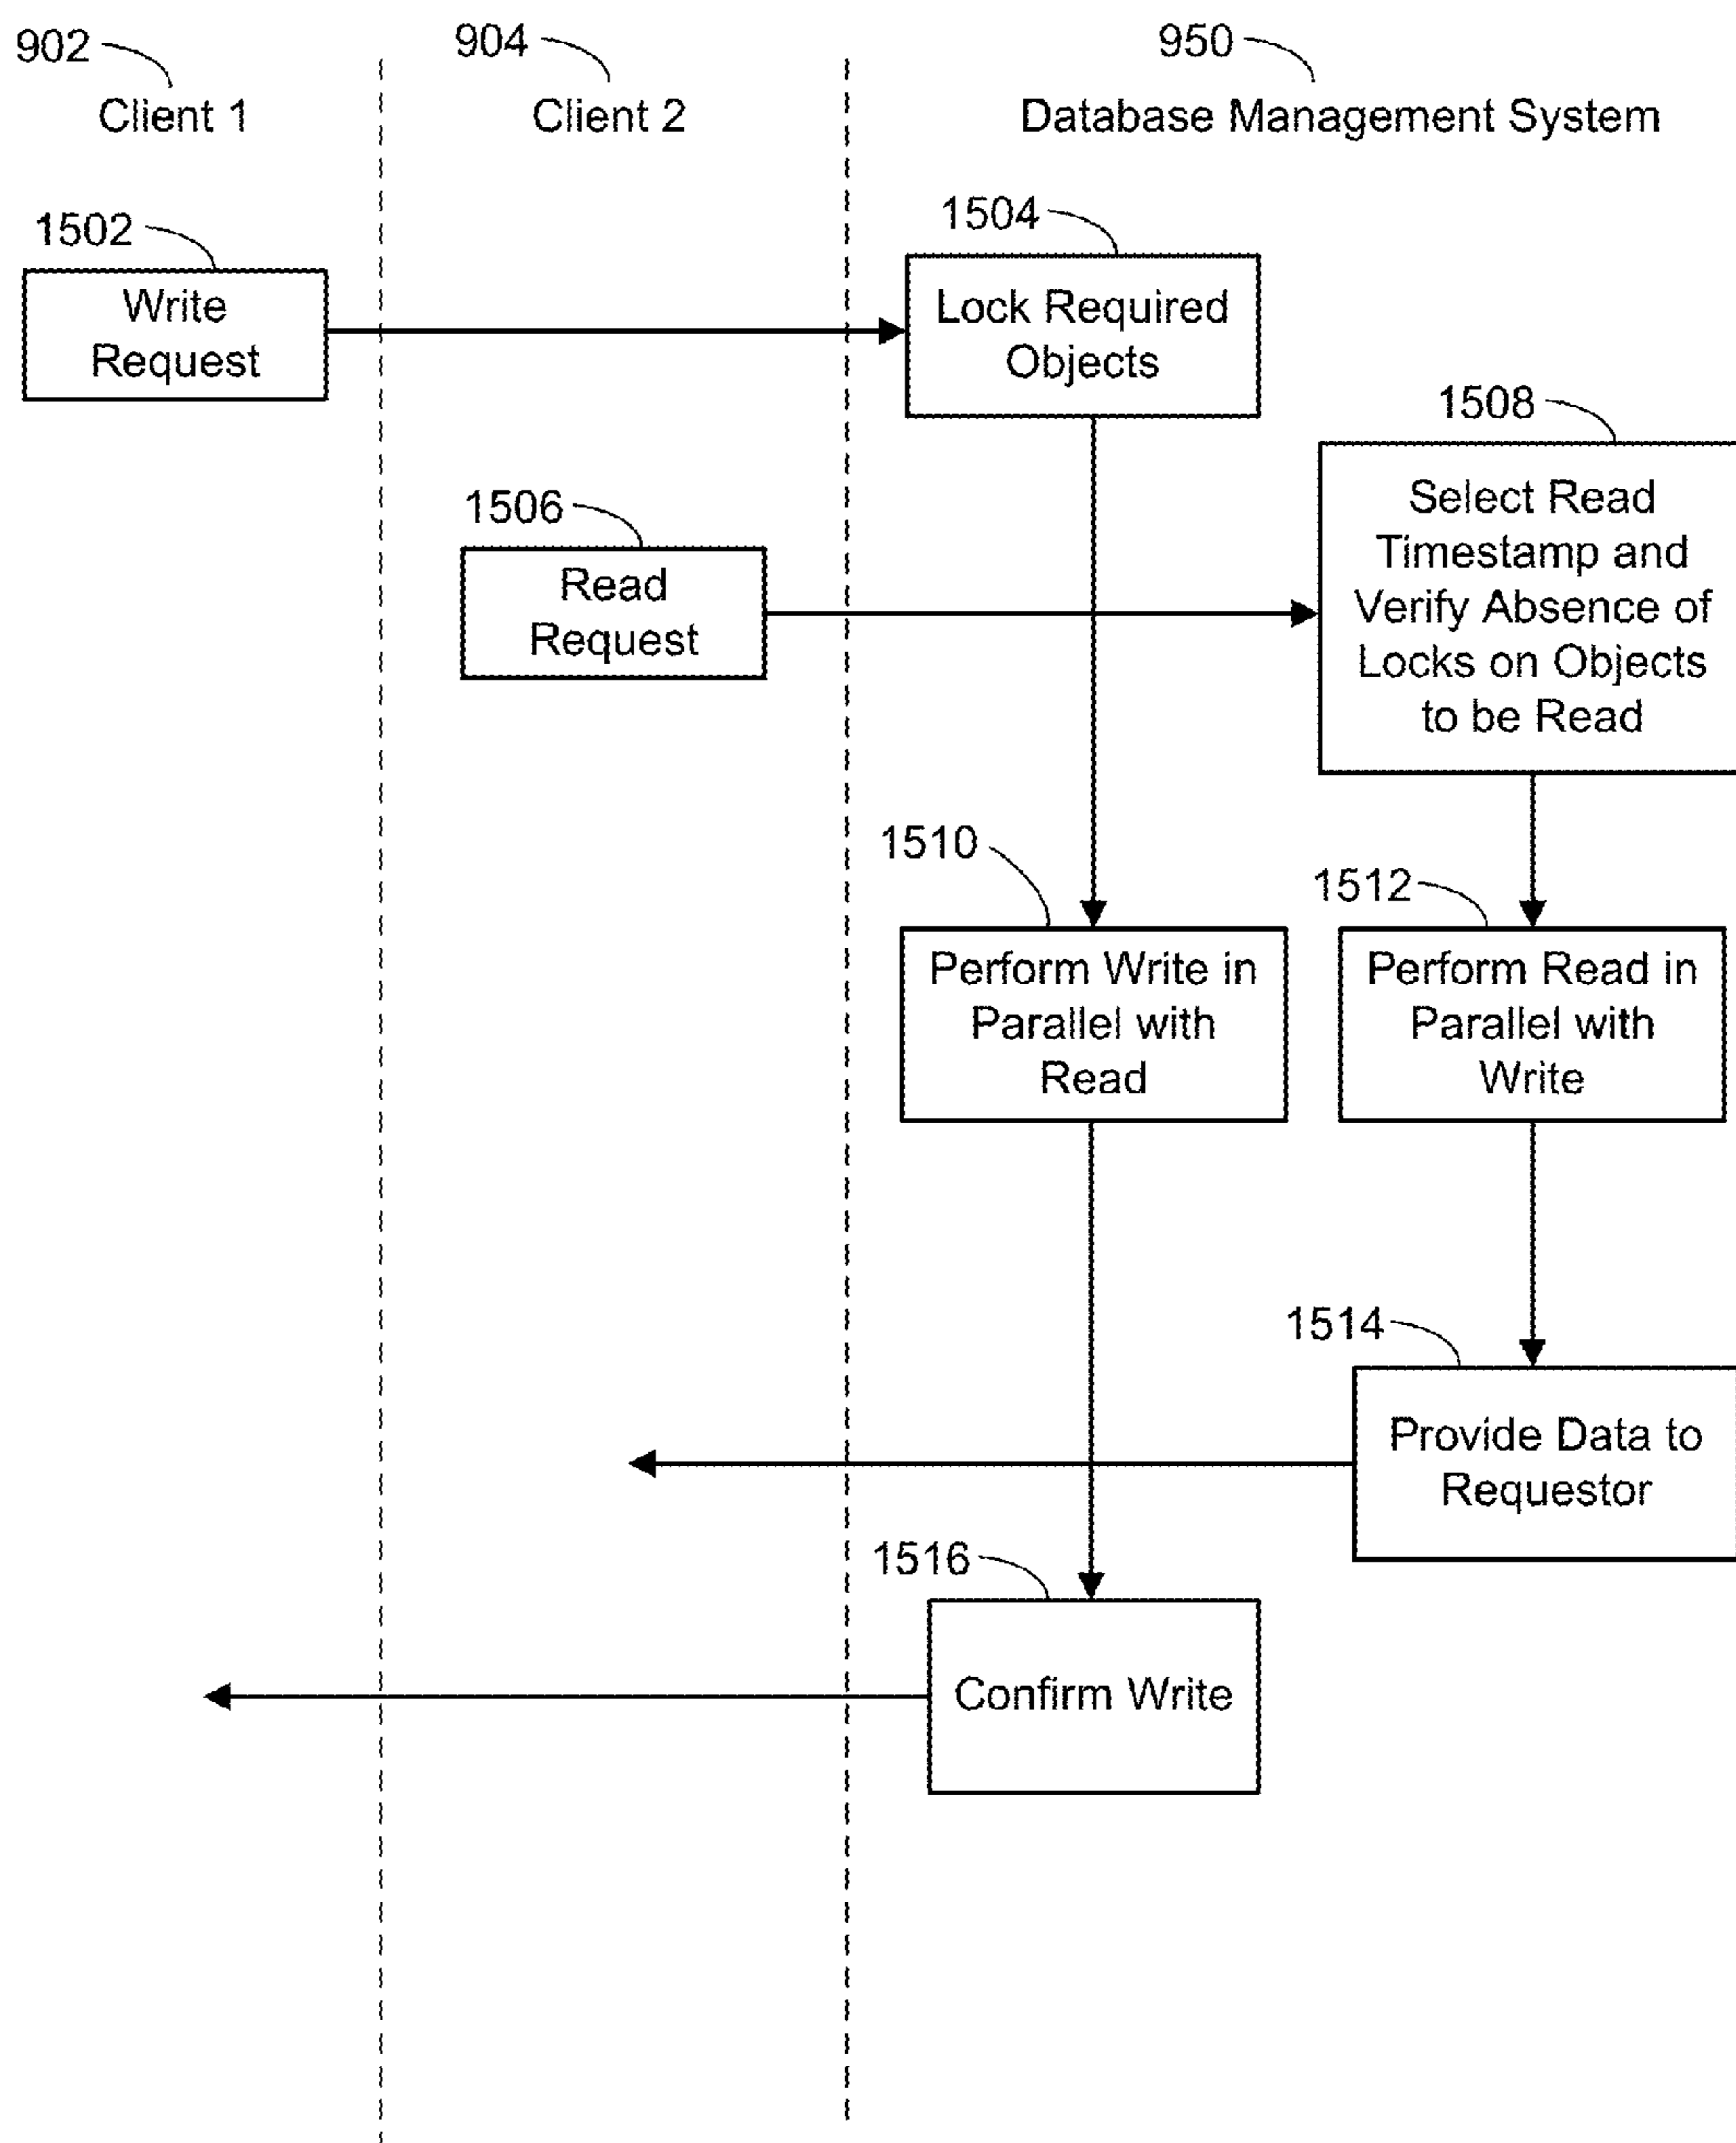 902
904
950
Client 1
Client 2
Database Management System
1502
1504
Write
Request
Lock Required
Objects
1508
1506
Select Read
Timestamp and
Verify Absence of
Locks on Objects
to be Read
Read
Request
1510
1512
Perform Write in
Parallel with
Read
Perform Read in
Parallel with
Write
1514
Provide Data to
Requestor
1516
Confirm Write